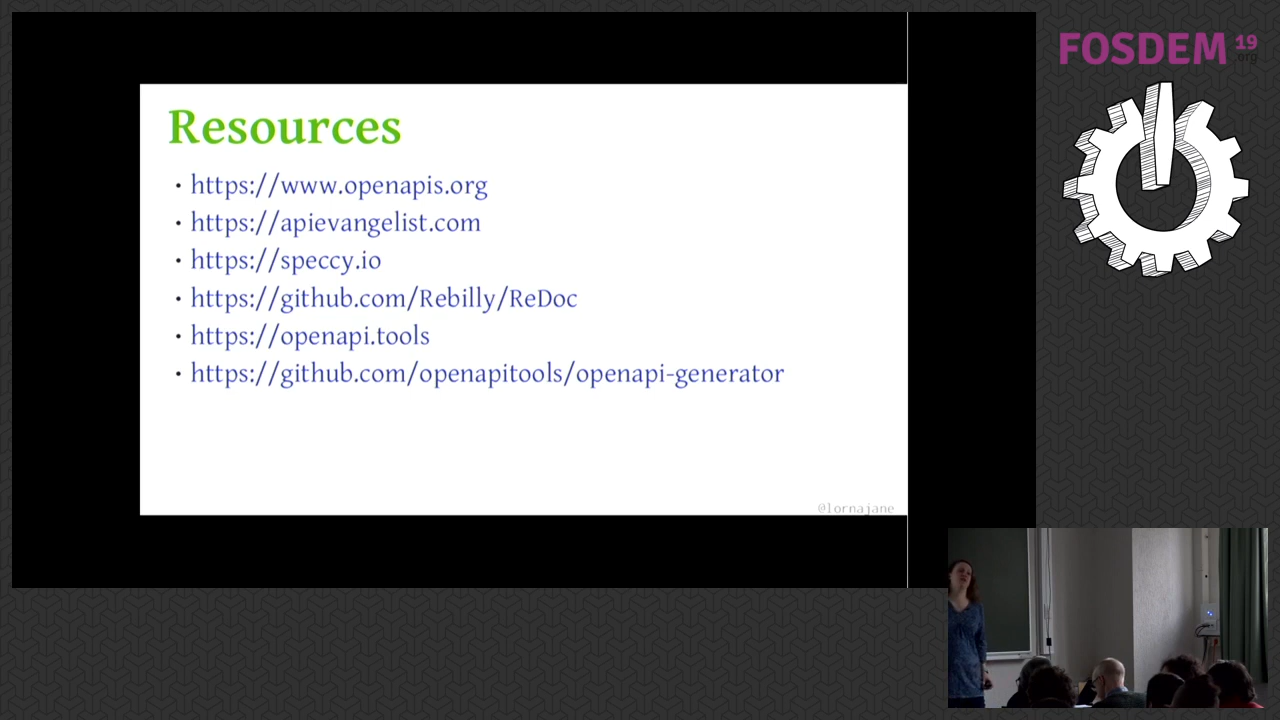 FOSDEM 19
.org
Resources
• https://www.openapis.org
• https://apievangelist.com
• https://speccy.io
• https://github.com/Rebilly/ReDoc
• https://openapi.tools
• https://github.com/openapitools/openapi-generator
@lornajane